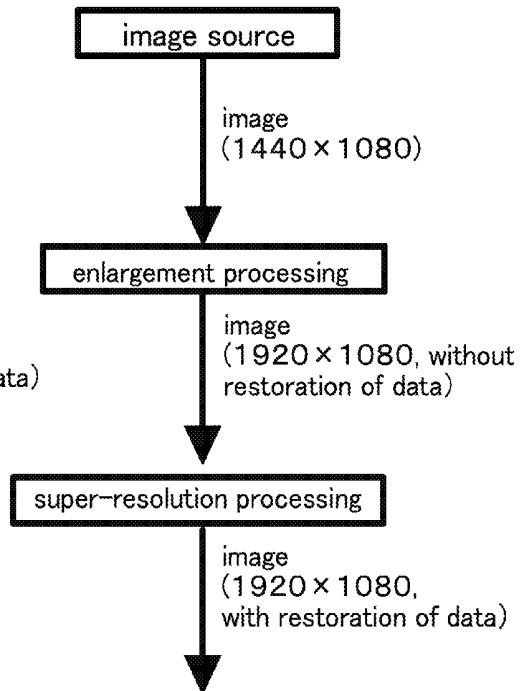 image source
image
(1440×1080)
enlargement processing
image
(1920×1080, without
restoration of data)
ata)
super-resolution processing
image
(1920×1080,
with restoration of data)